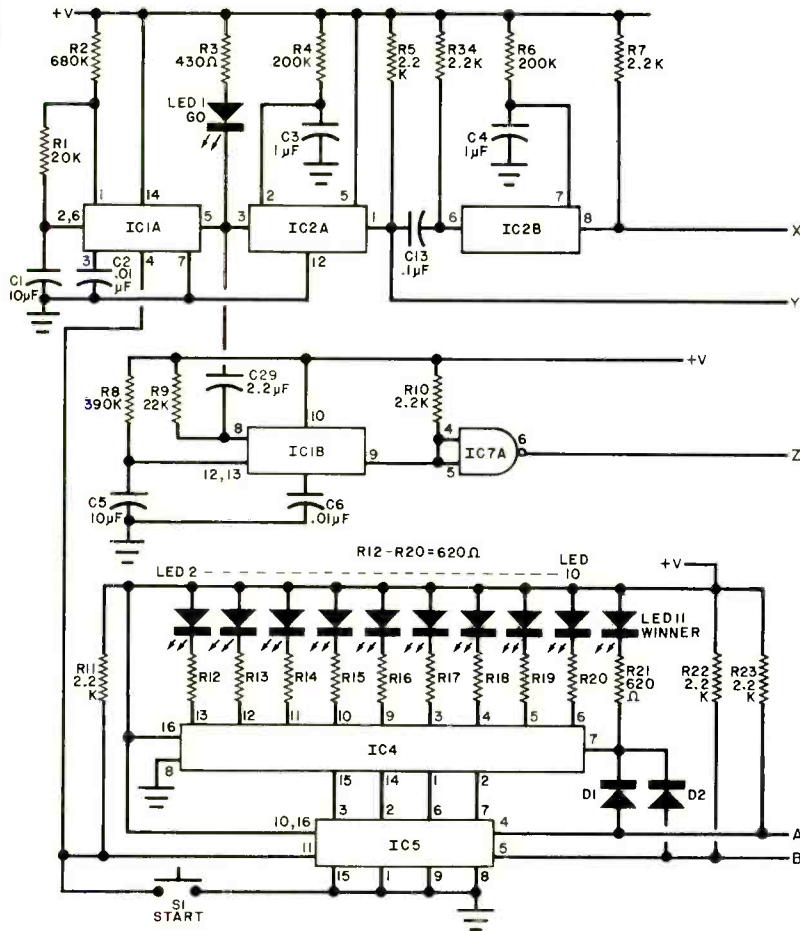 +V
R2
680K
R3
430Ω
R4
200K
R5
2.2
K
R34
2.2K
R6
200K
R7
2.2K
LED 1
GO
R1
20K
C3
1µF
C4
1µF
1
14
2
5
7
2,6
IC1A
5
3
IC2A
1
6
IC2B
8
X
3
4
7
12
C13
.1µF
C1
10µF
C2
.01
µF
Y
+V
R8
390K
R9
22K
C29
2.2µF
R10
2.2K
10
8
IC1B
9
12,13
4
5
IC7A
6
Z
C5
10µF
C6
.01µF
R12-R20=620Ω
LED 2
LED
10
+V
LED11
WINNER
R11
2.2
K
R12
R13
R14
R15
R16
R17
R18
R19
R20
R21
620
Ω
R22
2.2
K
R23
2.2
K
13
12
11
10
9
3
4
5
6
16
IC4
7
8
15
14
1
2
D1
D2
3
2
6
7
10,16
4
A
IC5
11
5
B
15
1
9
8
S1
START